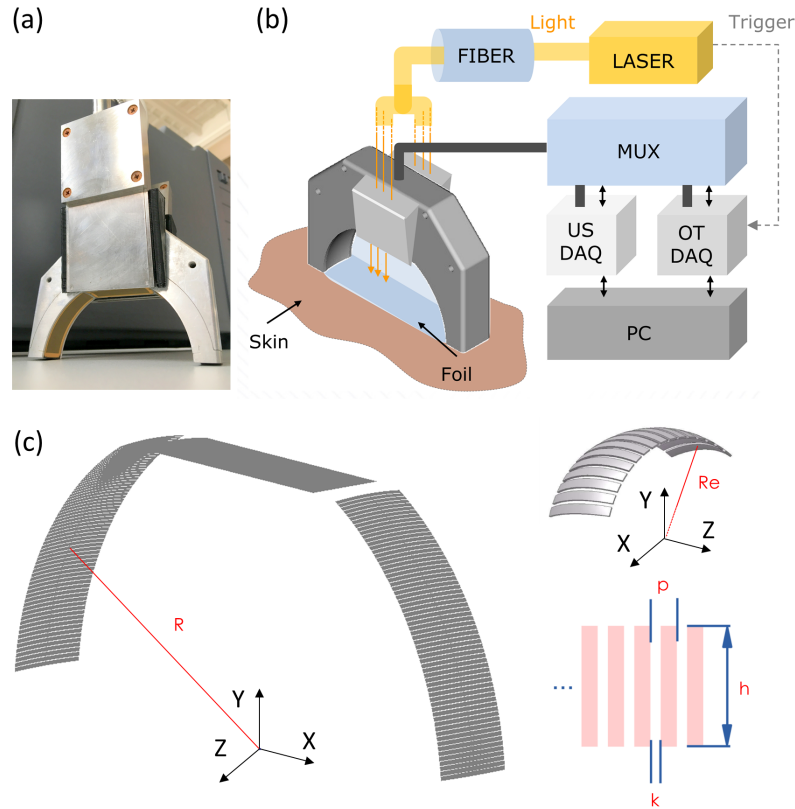 (a)
(b)
Light
Trigger
FIBER
LASER
MUX
US
DAQ
OT
DAQ
PC
Skin
Foil
(c)
R
Y
Z
X
Re
Y
X
Z
p
h
...
k